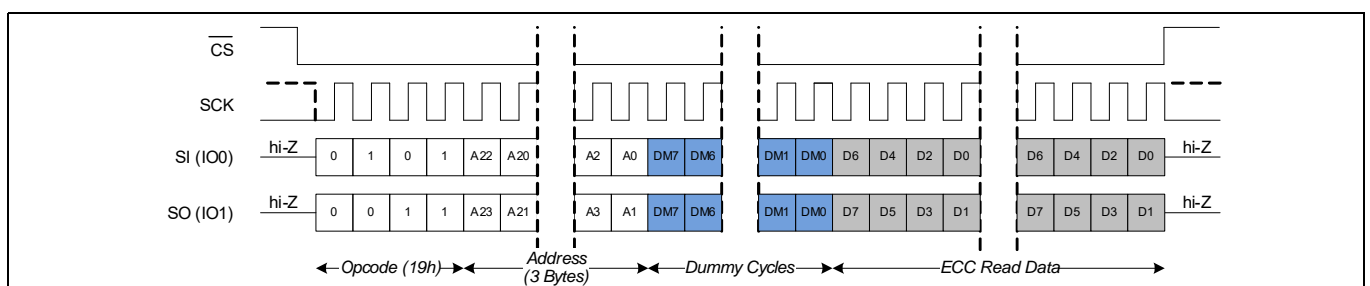 CS
SCK
SI (IO0) hi-Z 0 1 0 1 A22 A20 A2 A0 DM7 DM6 DM1 DM0 D6 D4 D2 D0 D6 D4 D2 D0 hi-Z
SO (IO1) hi-Z 0 0 1 1 A23 A21 A3 A1 DM7 DM6 DM1 DM0 D7 D5 D3 D1 D7 D5 D3 D1 hi-Z
Opcode (19h) Address Dummy Cycles ECC Read Data
(3 Bytes)